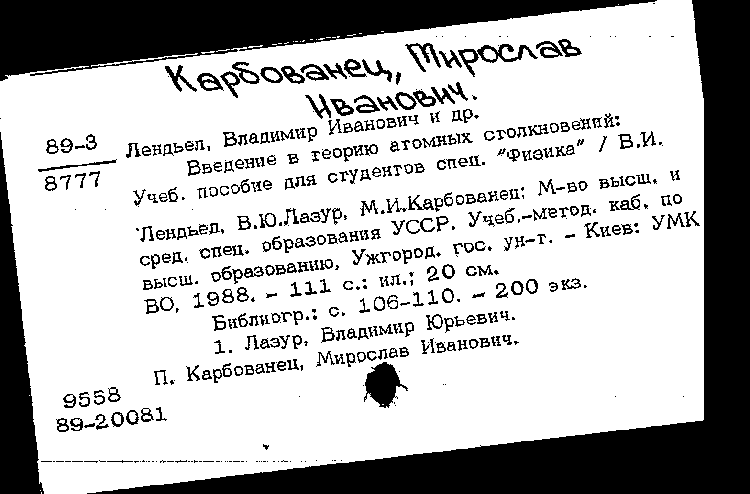 Карбованец, Мирослав
Иванович.
89-3
8777
Лендьел, Владимир Иванович и др.
Введение в теорию атомных столкновений:
Учеб. пособие для студентов спец. "Физика" / В.И.
Лендьел, В.Ю.Лазур, М.И.Карбованец; М-во высш. и
сред. спец. образования УССР. Учеб.-метод. каб. по
высш. образованию, Ужгород. гос. ун-т. - Киев: УМК
ВО, 1988. - 111 с.: ил.; 20 см.
Библиогр.: с. 106-110. - 200 экз.
1. Лазур, Владимир Юрьевич.
П. Карбованец, Мирослав Иванович.
9558
89-20081